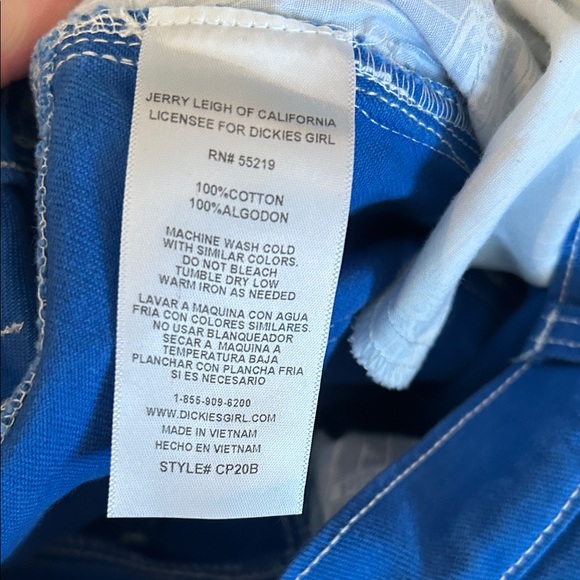 JERRY LEIGH OF CALIFORNIA
LICENSEE FOR DICKIES GIRL
RN# 55219
100%COTTON
100%ALGODON
MACHINE WASH COLD
WITH SIMILAR COLORS.
DO NOT BLEACH
TUMBLE DRY LOW
WARM IRON AS NEEDED
LAVAR A MAQUINA CON AGUA
FRIA CON COLORES SIMILARES.
NO USAR BLANQUEADOR
SECAR A MAQUINA A
TEMPERATURA BAJA
PLANCHAR CON PLANCHA FRIA
SI ES NECESARIO
1-855-909-6200
WWW.DICKIESGIRL.COM
MADE IN VIETNAM
HECHO EN VIETNAM
STYLE# CP20B